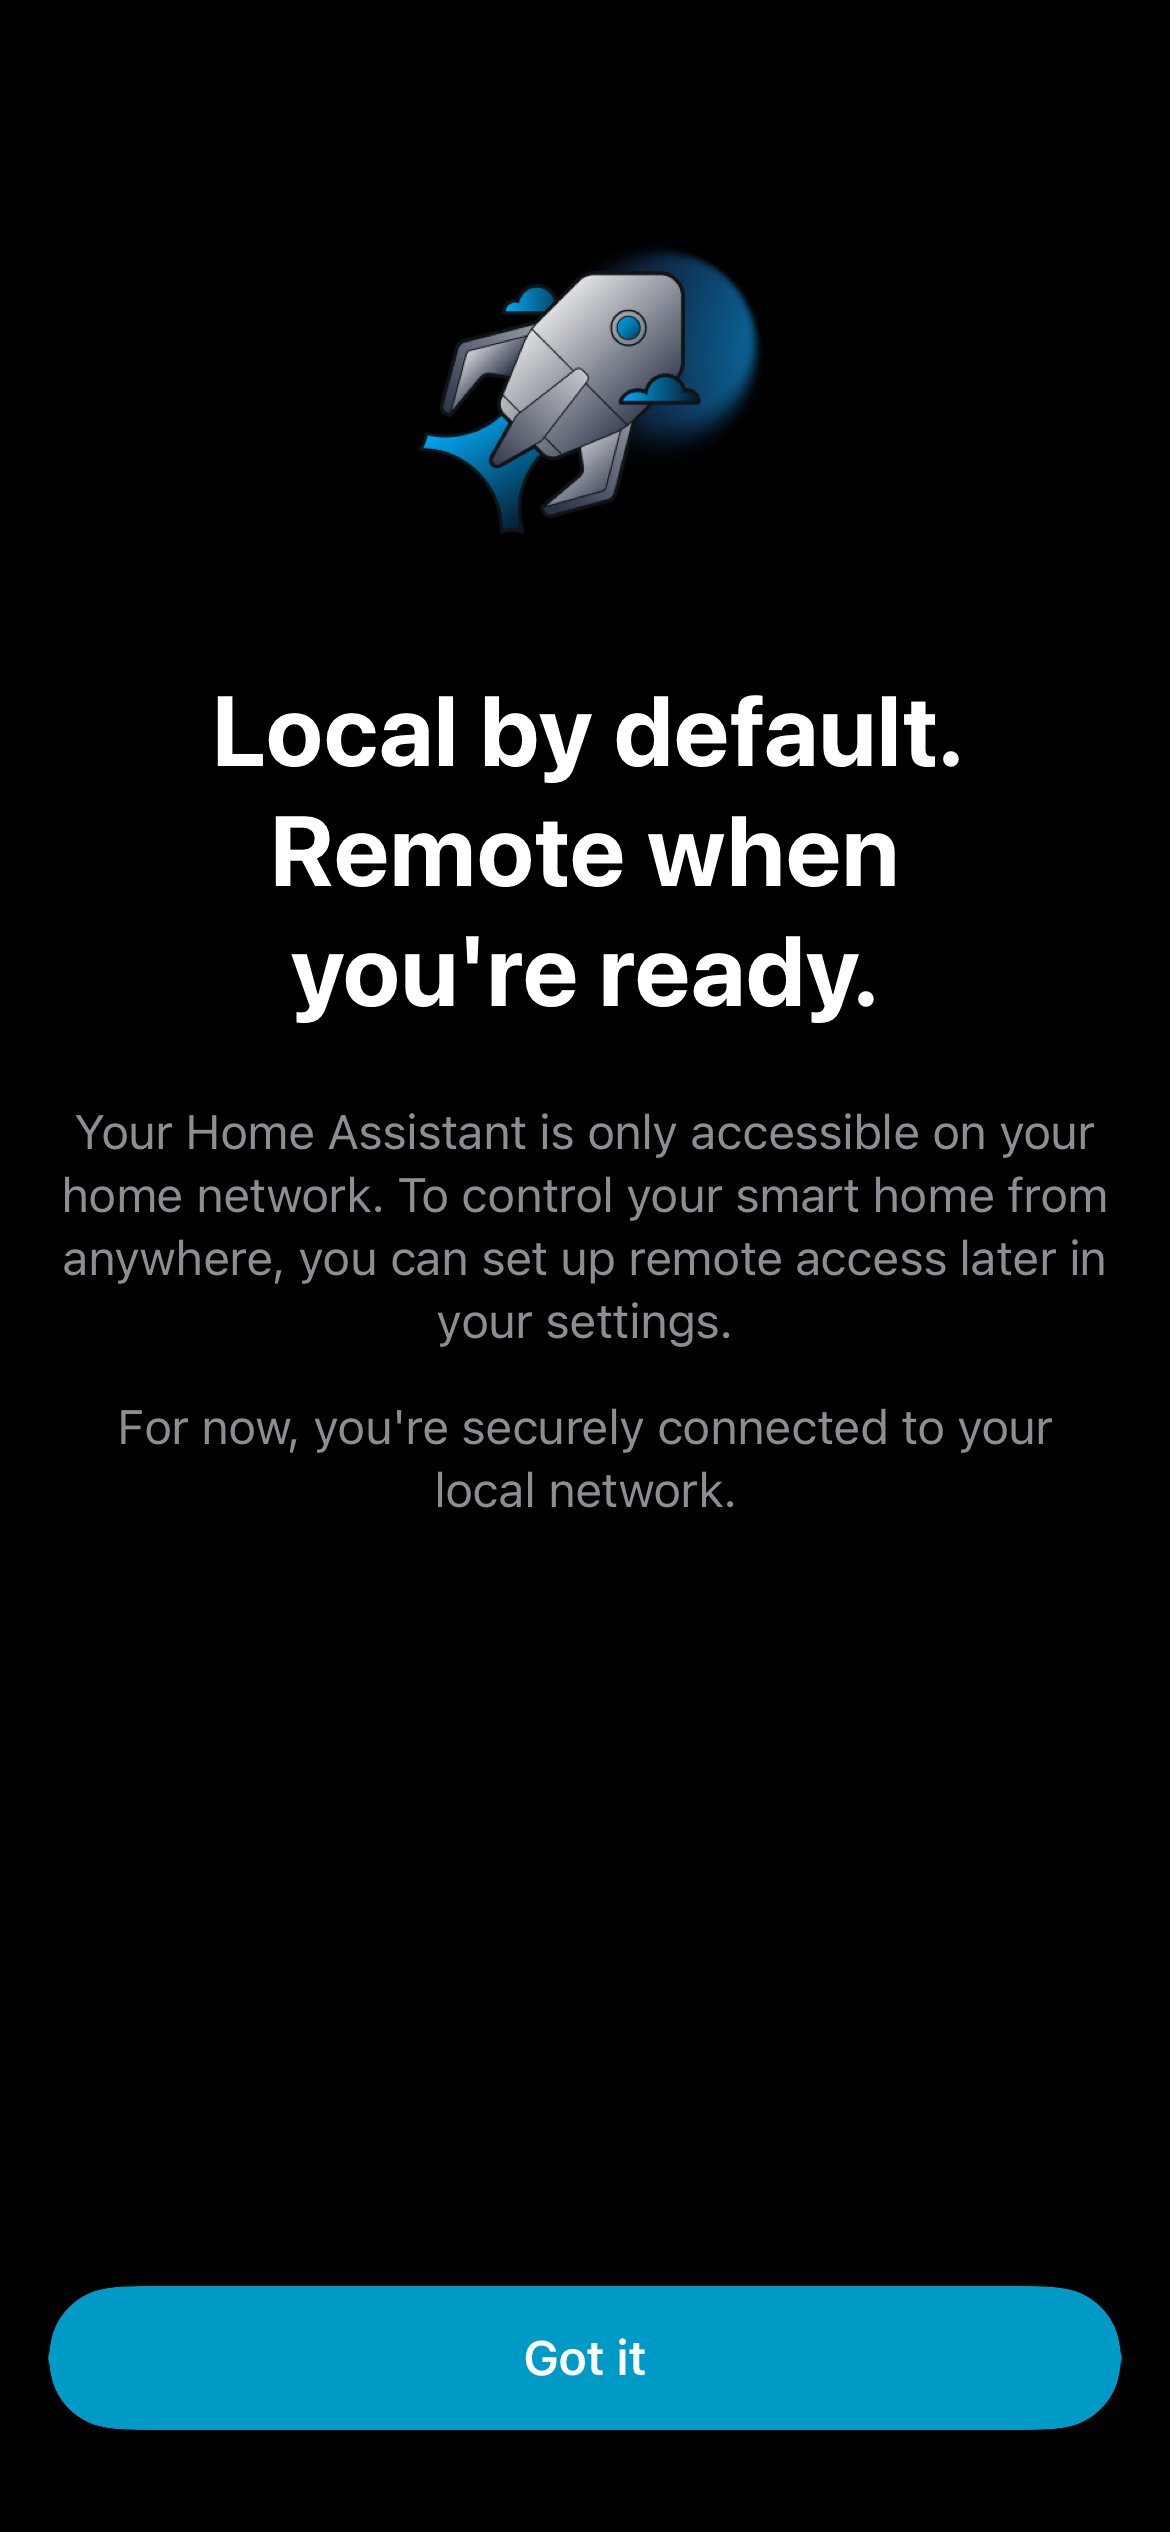 Local by default.
Remote when
you're ready.
Your Home Assistant is only accessible on your
home network. To control your smart home from
anywhere, you can set up remote access later in
your settings.
For now, you're securely connected to your
local network.
Got it